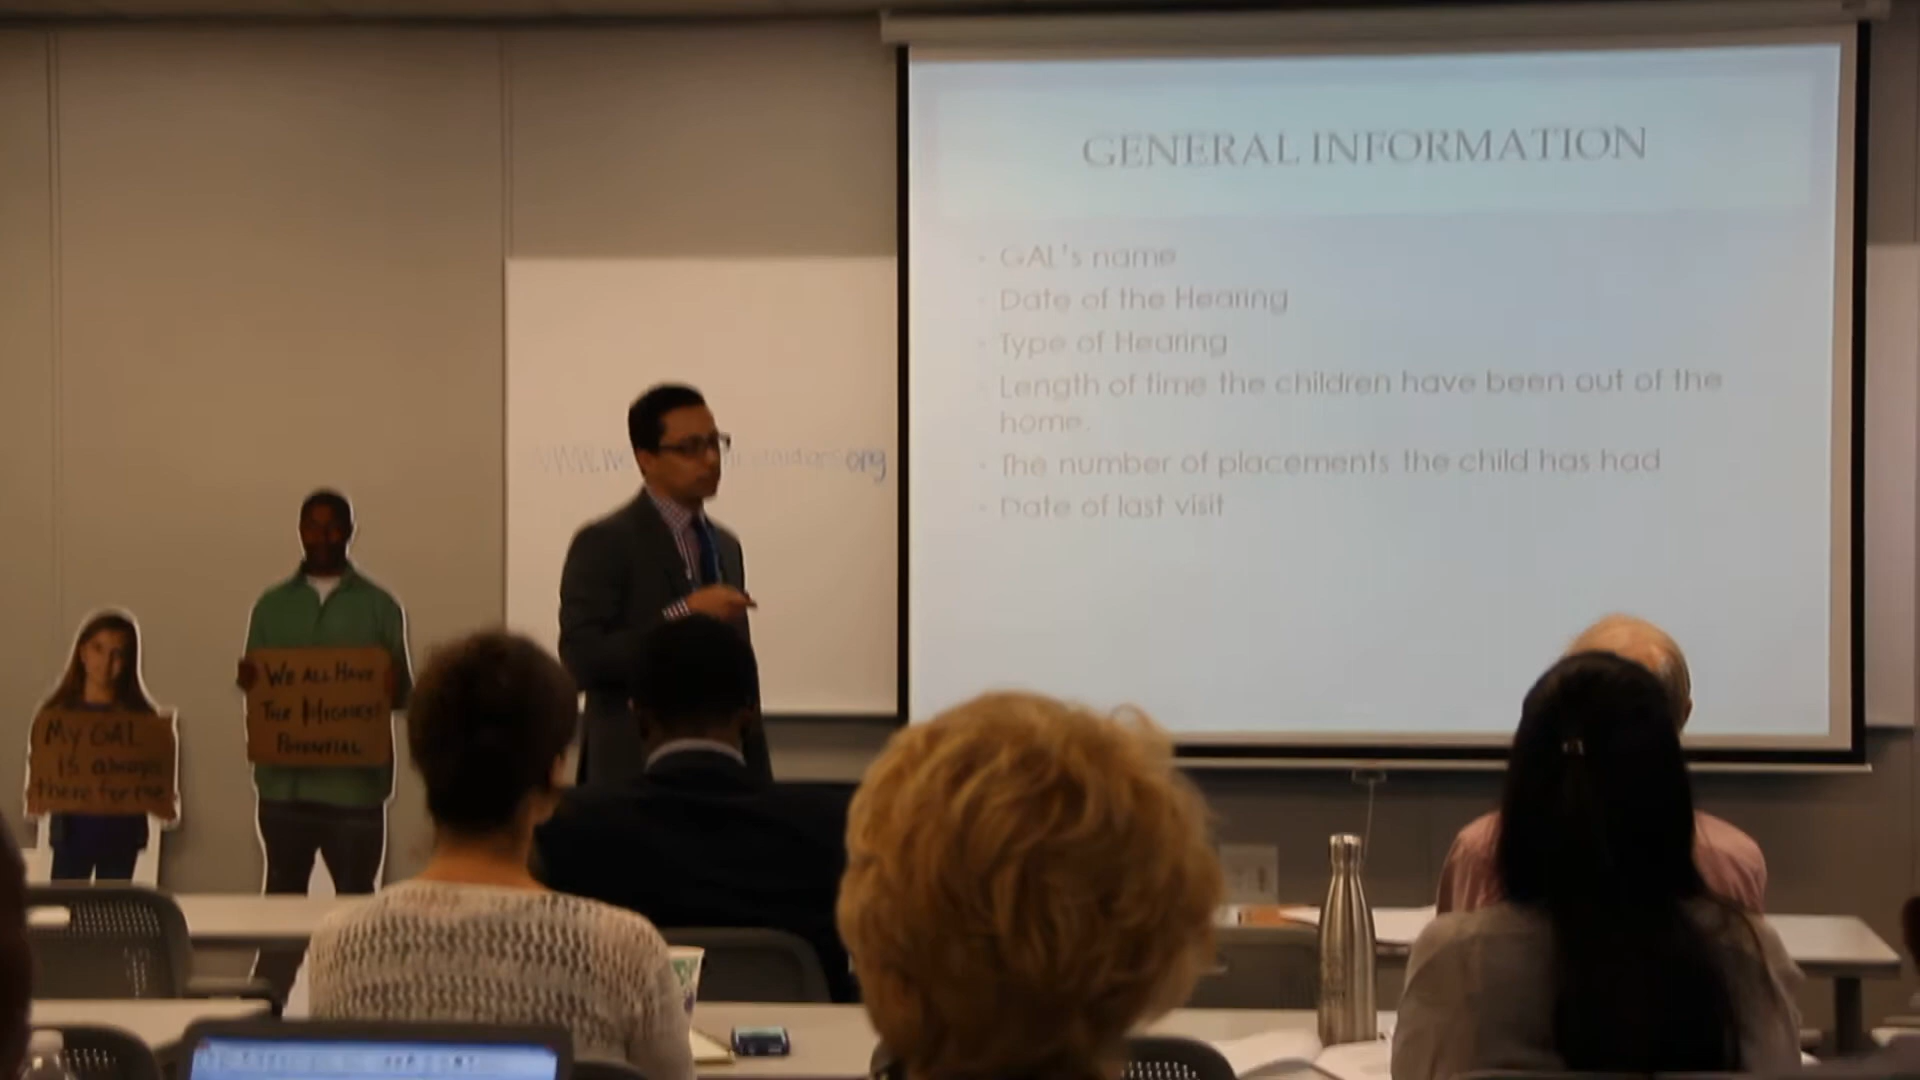 GENERAL INFORMATION
- GAL's name
- Date of the Hearing
- Type of Hearing
- Length of time the children have been out of the
home.
- The number of placements the child has had
- Date of last visit
org
WE ALL HAVE
THE
POTENTIAL
My GAL
is always
there for me